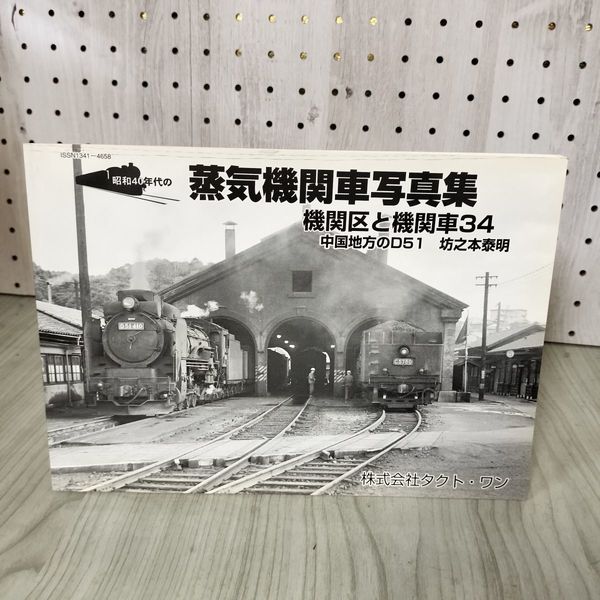 ISSN1341-4658
昭和40年代の
蒸気機関車写真集
機関区と機関車34
中国地方のD51 坊之本泰明
D51 410
株式会社タクト・ワン